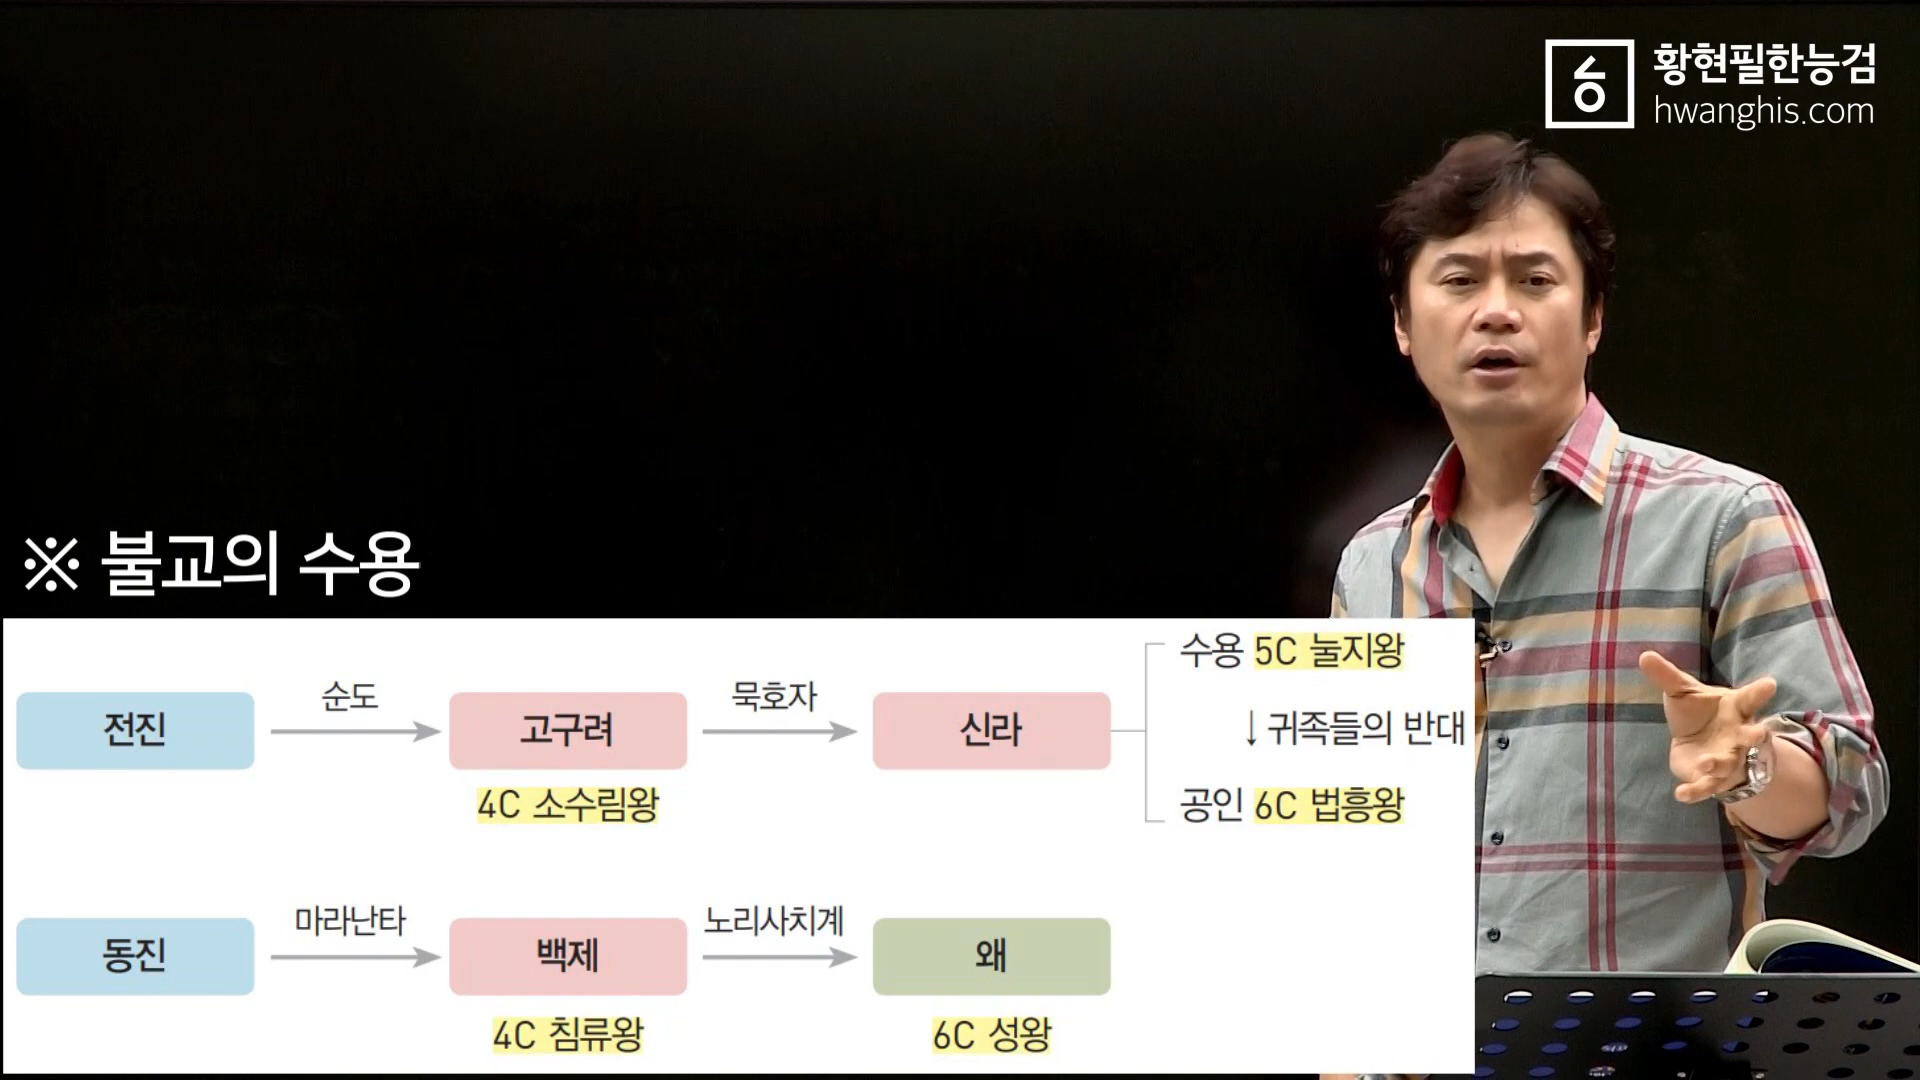 황현필한능검
hwanghis.com
※ 불교의 수용
수용 5C 눌지왕
전진
순도
고구려
묵호자
신라
↓ 귀족들의 반대
4C 소수림왕
공인 6C 법흥왕
동진
마라난타
백제
노리사치계
왜
4C 침류왕
6C 성왕